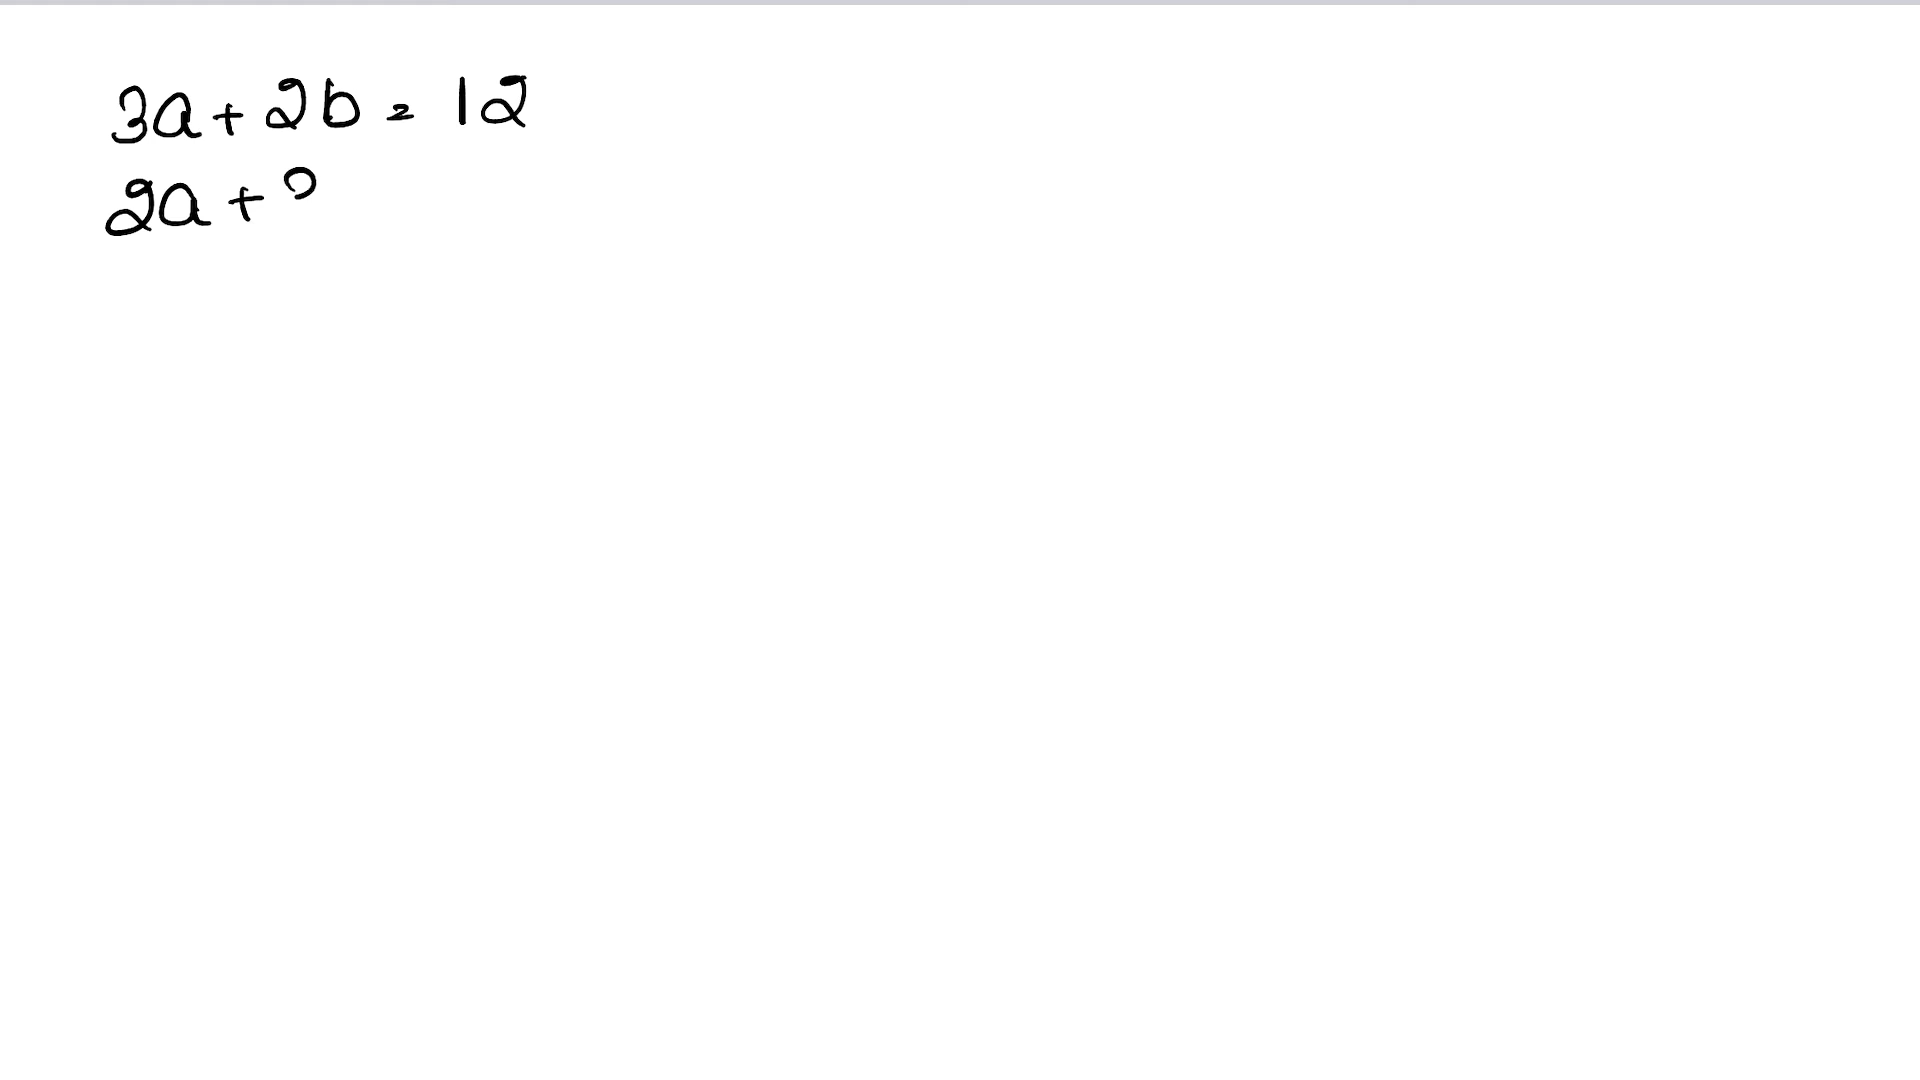 3a + 2b = 12
2a +